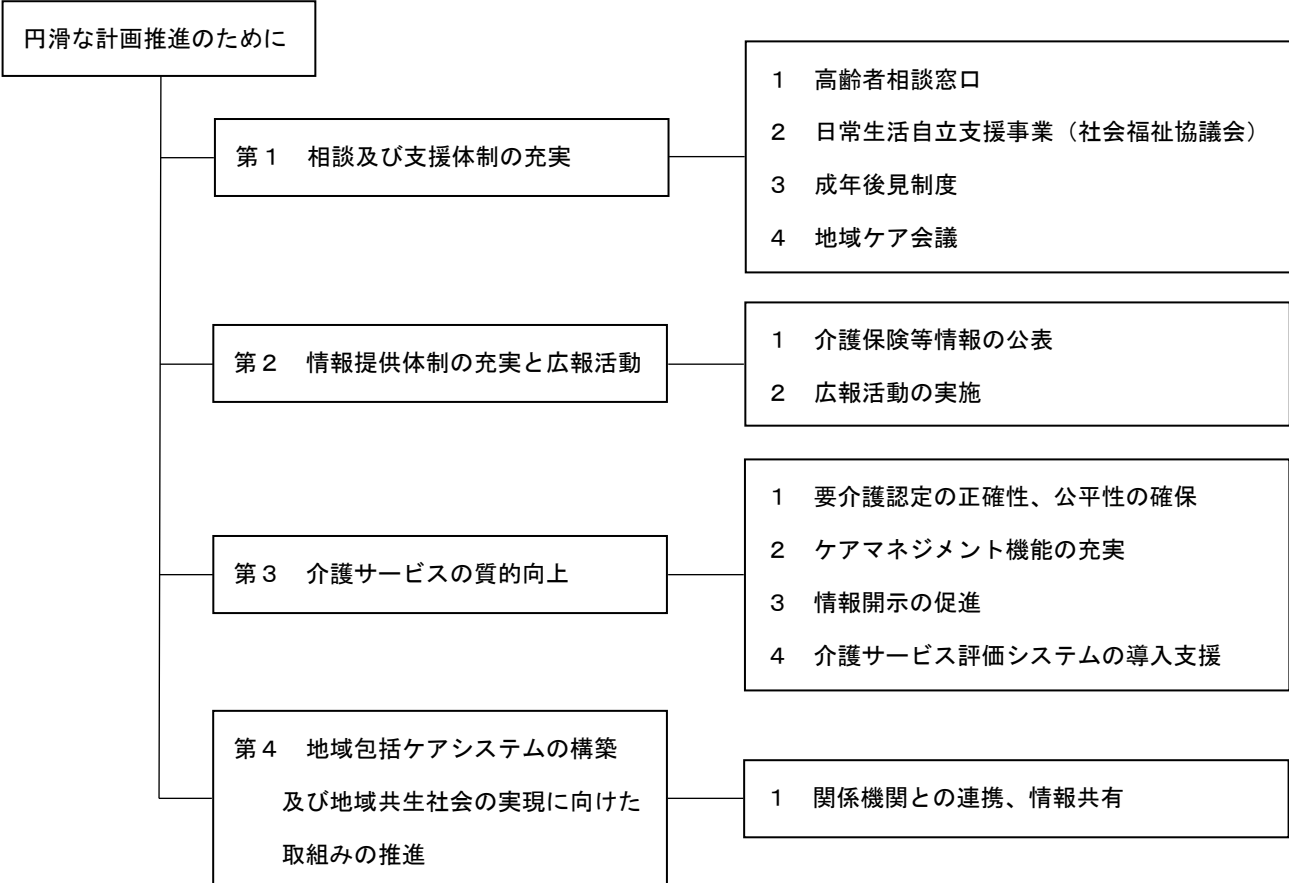 円滑な計画推進のために
第１　相談及び支援体制の充実
１　高齢者相談窓口
２　日常生活自立支援事業（社会福祉協議会）
３　成年後見制度
４　地域ケア会議
第２　情報提供体制の充実と広報活動
１　介護保険等情報の公表
２　広報活動の実施
第３　介護サービスの質的向上
１　要介護認定の正確性、公平性の確保
２　ケアマネジメント機能の充実
３　情報開示の促進
４　介護サービス評価システムの導入支援
第４　地域包括ケアシステムの構築
及び地域共生社会の実現に向けた
取組みの推進
１　関係機関との連携、情報共有